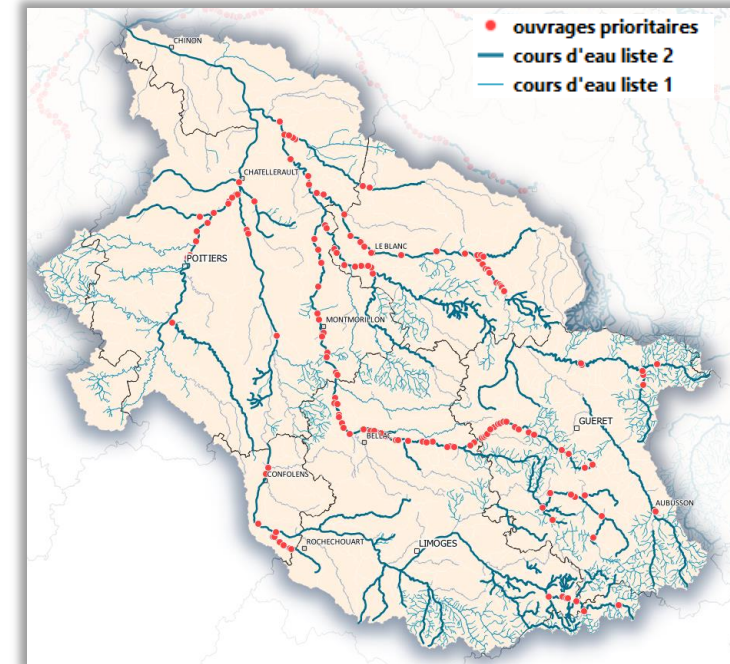 ouvrages prioritaires
cours d'eau liste 2
cours d'eau liste 1
CHINON
CHATELLERAULT
LE BLANC
POITIERS
MONTMORILLON
GUERET
BELLAC
CONFOLENS
AUBUSSON
ROCHECHOUART
LIMOGES